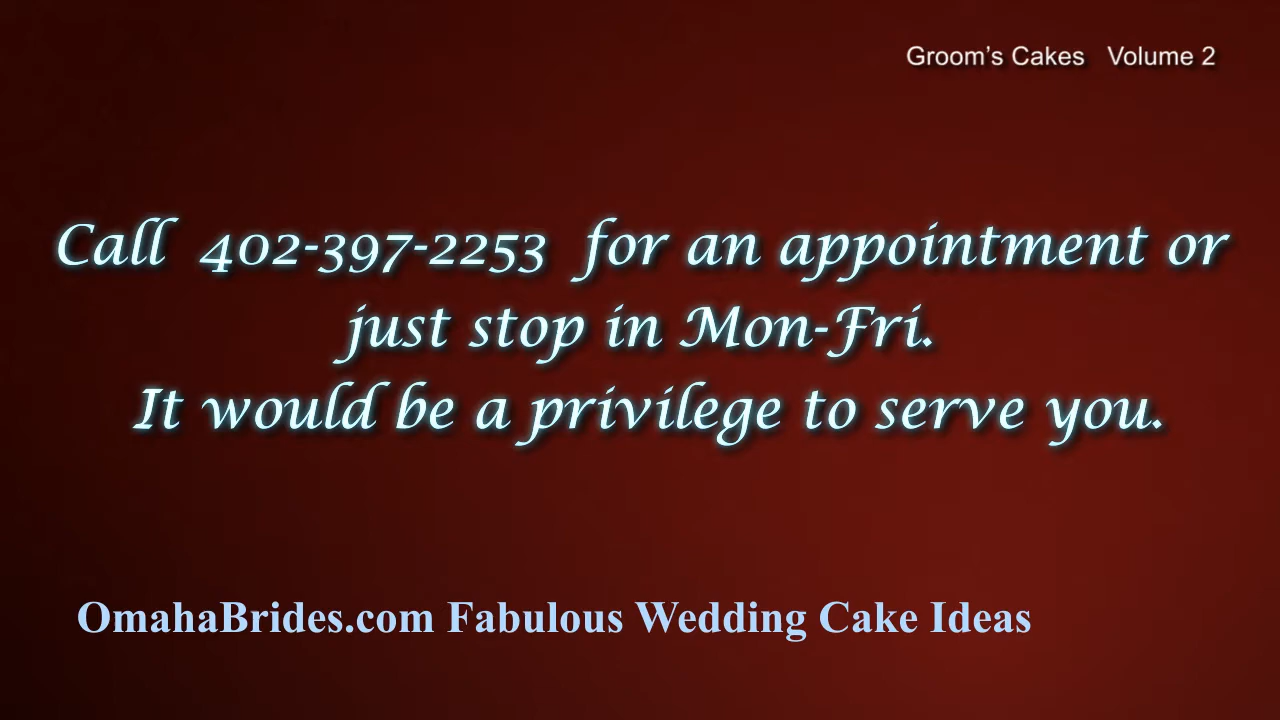 Groom’s Cakes Volume 2
Call 402-397-2253 for an appointment or
just stop in Mon-Fri.
It would be a privilege to serve you.
OmahaBrides.com Fabulous Wedding Cake Ideas